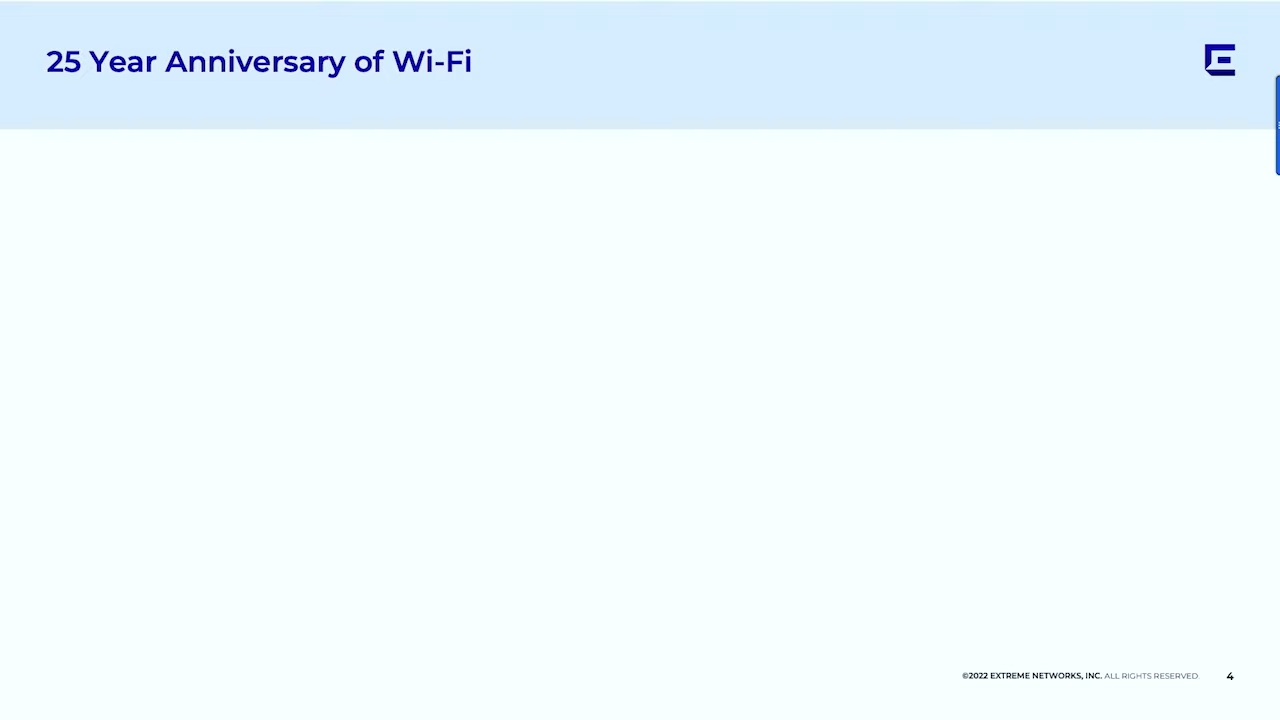 25 Year Anniversary of Wi-Fi
©2022 EXTREME NETWORKS, INC. ALL RIGHTS RESERVED.
4